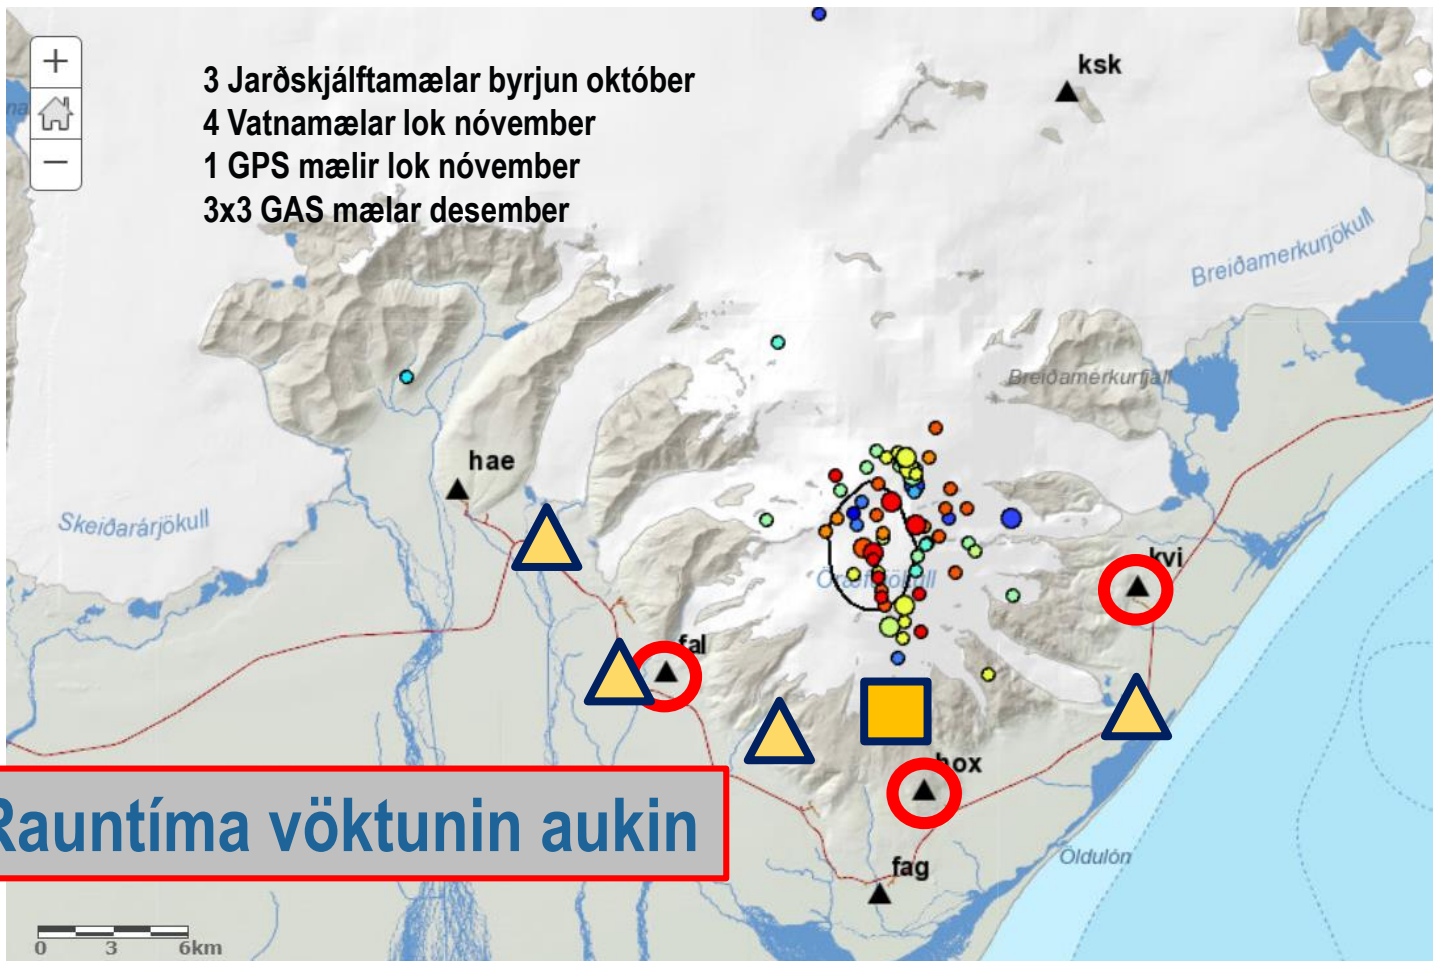 +
−
3 Jarðskjálftamælar byrjun október
4 Vatnamælar lok nóvember
1 GPS mælir lok nóvember
3x3 GAS mælar desember
ksk
Breiðamerkurjökull
Breiðamerkurfjall
hae
Skeiðarárjökull
Öræfajökull
kvi
fal
hox
Rauntíma vöktunin aukin
fag
Öldulón
0 3 6km